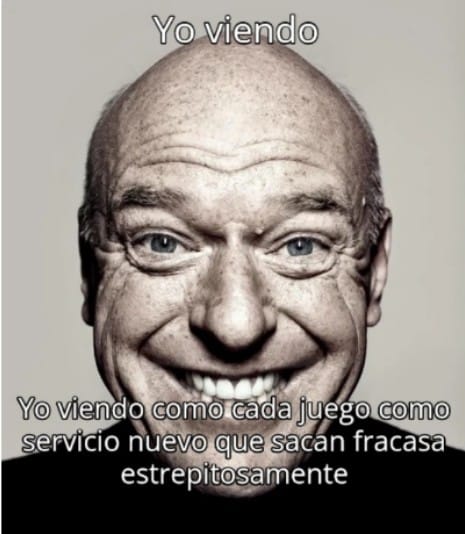 Yo viendo
Yo viendo como cada juego como
servicio nuevo que sacan fracasa
estrepitosamente